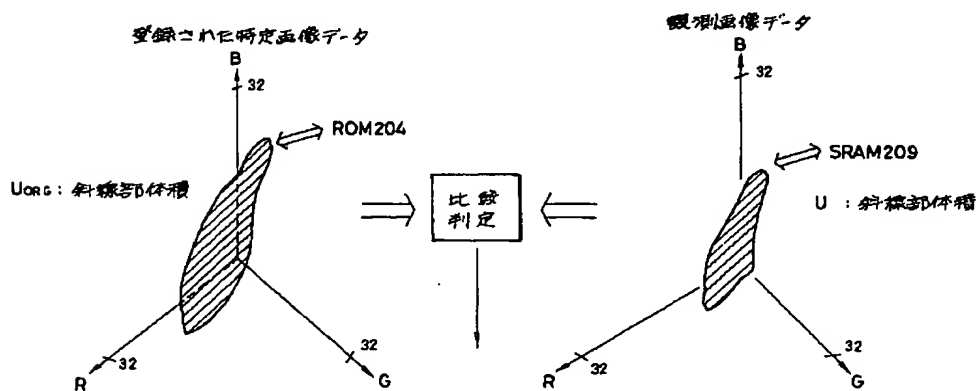 登録された特定画像データ
B
32
ROM204
UORG : 斜線部体積
R
32
32
G
比較
判定
観測画像データ
B
32
SRAM209
U : 斜線部体積
R
32
32
G